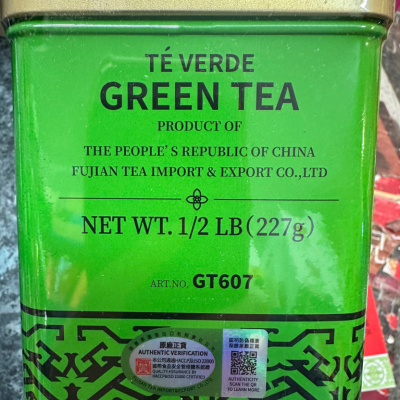 TÉ VERDE
GREEN TEA
PRODUCT OF
THE PEOPLE'S REPUBLIC OF CHINA
FUJIAN TEA IMPORT & EXPORT CO.,LTD
NET WT. 1/2 LB(227g)
ART.NO. GT607
原廠正貨
AUTHENTIC VERIFICATION
AUTHENTICITY
SCAN THE QR
TO LEARN MORE